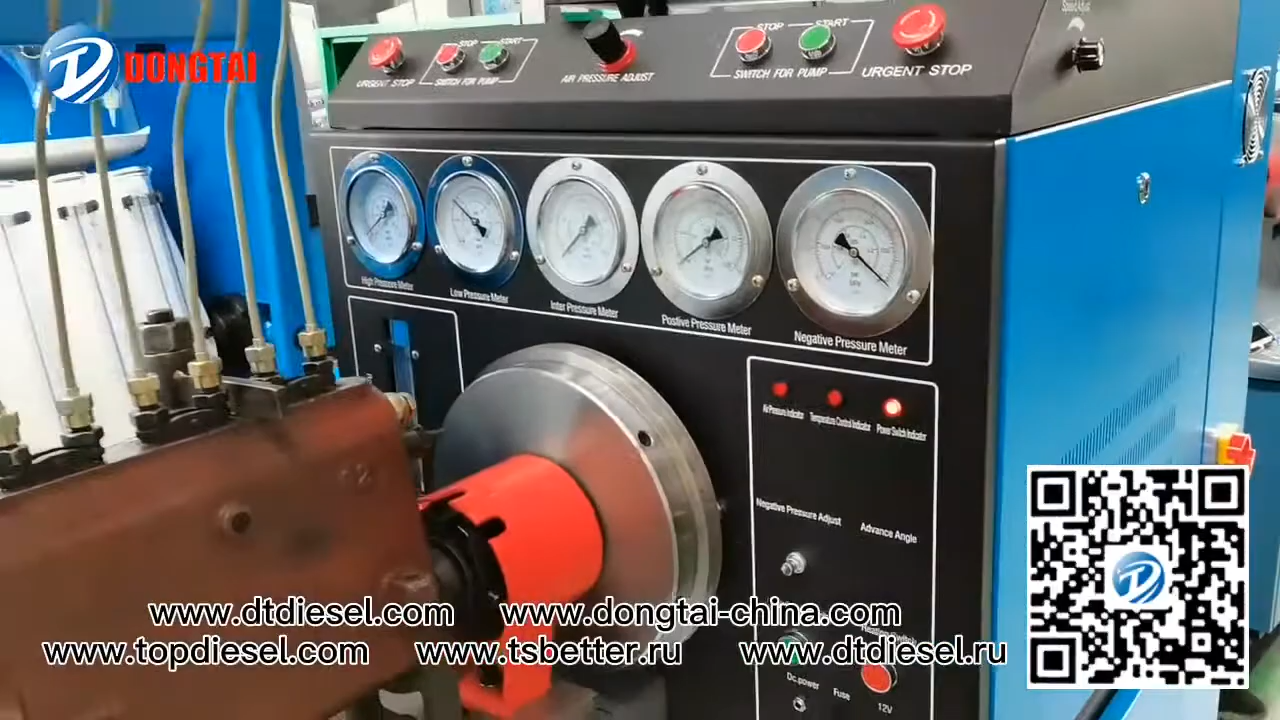 DONGTAI
Speed Adjust
STOP START
URGENT STOP
SWITCH FOR PUMP
AIR PRESSURE ADJUST
STOP START
SWITCH FOR PUMP
URGENT STOP
High Pressure Meter
Low Pressure Meter
Inter Pressure Meter
Postive Pressure Meter
Negative Pressure Meter
Air Pressure Indicator
Temperature Control Indicator
Power Switch Indicator
Negative Pressure Adjust
Advance Angle
Dc.power
Fuse
12V
www.dtdiesel.com www.dongtai-china.com
www.topdiesel.com www.tsbetter.ru www.dtdiesel.ru